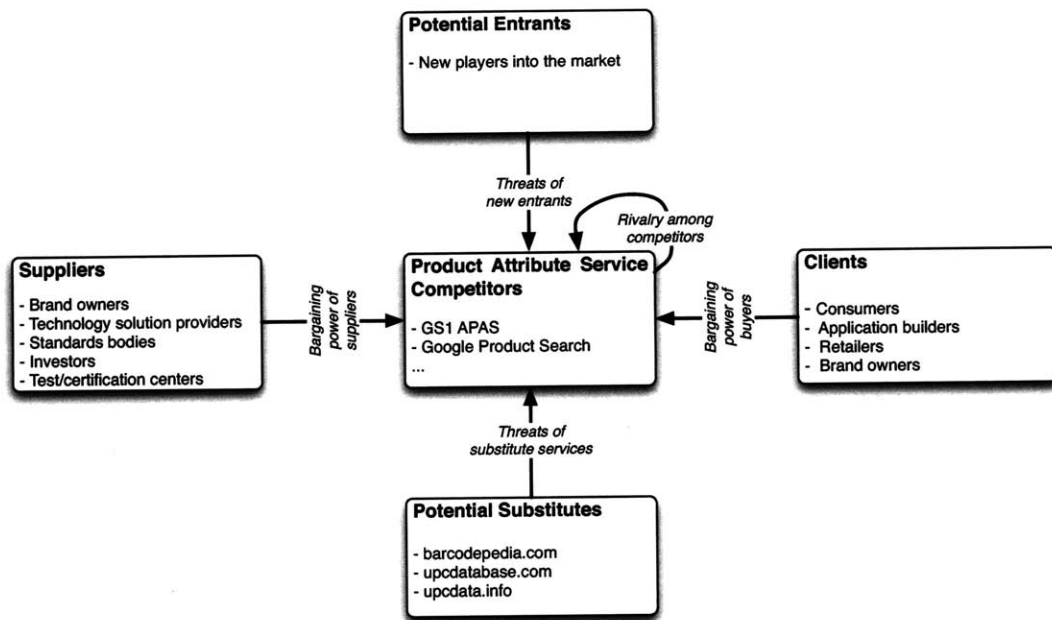 Potential Entrants
- New players into the market
Threats of
new entrants
Rivalry among
competitors
Suppliers
- Brand owners
- Technology solution providers
- Standards bodies
- Investors
- Test/certification centers
Bargaining
power of
suppliers
Product Attribute Service
Competitors
- GS1 APAS
- Google Product Search
...
Bargaining
power of
buyers
Clients
- Consumers
- Application builders
- Retailers
- Brand owners
Threats of
substitute services
Potential Substitutes
- barcodepedia.com
- upcdatabase.com
- upcdata.info